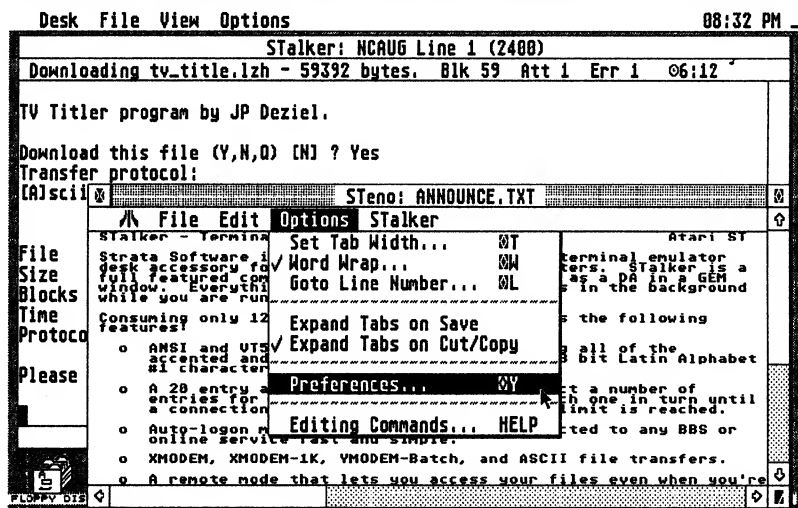 Desk File View Options 08:32 PM
STalker: NCAUG Line 1 (2400)
Downloading tv_title.lzh - 59392 bytes. Blk 59 Att 1 Err 1 06:12
TV Titler program by JP Deziel.
Download this file (Y,N,Q) [N] ? Yes
Transfer protocol:
[A]scii
STeno: ANNOUNCE.TXT
File Edit Options STalker
File
Size
Blocks
Time
Protoco
Please
STalker - Termina
Atari ST
Strata Software
terminal emulator
desk accessory fo
ters. STalker is a
full featured com
as a DA in a GEM
window. Everythi
s in the background
while you are run
Consuming only 12
s the following
features:
o ANSI and VT5
g all of the
accented and
8 bit Latin Alphabet
#1 character
o A 20 entry a
ct a number of
entries for
h one in turn until
a connection
limit is reached.
o Auto-logon m
cted to any BBS or
online service fast and simple.
o XMODEM, XMODEM-1K, YMODEM-Batch, and ASCII file transfers.
o A remote mode that lets you access your files even when you're
Set Tab Width... T
✓ Word Wrap... W
Goto Line Number... L
Expand Tabs on Save
✓ Expand Tabs on Cut/Copy
Preferences... Y
Editing Commands... HELP
FLOPPY DIS